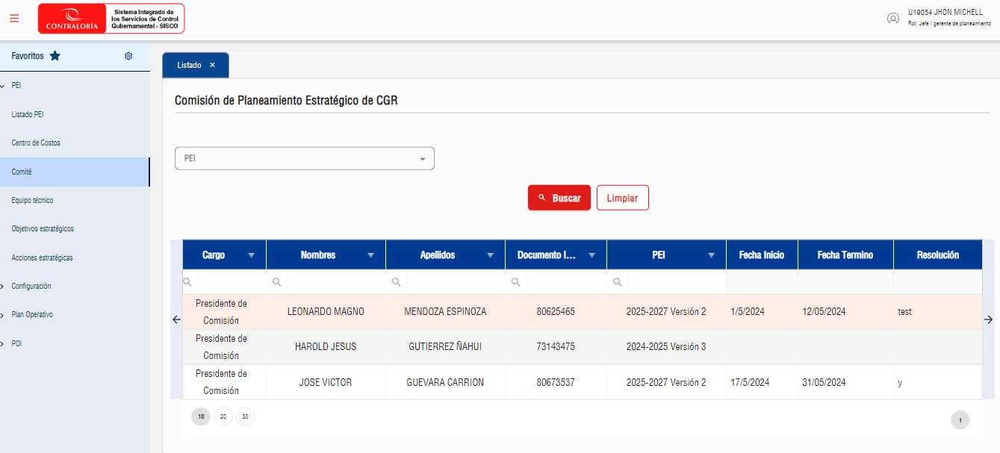 CONTRALORÍA
Sistema Integrado de
los Servicios de Control
Gubernamental - SISCO
U19054 JHON MICHELL
Rol: Jefe / gerente de planeamiento
Favoritos
PEI
Listado PEI
Centro de Costos
Comité
Equipo técnico
Objetivos estratégicos
Acciones estratégicas
Configuración
Plan Operativo
POI
Listado
Comisión de Planeamiento Estratégico de CGR
PEI
Buscar
Limpiar
Cargo Nombres Apellidos Documento I... PEI Fecha Inicio Fecha Termino Resolución
Presidente de
Comisión
LEONARDO MAGNO MENDOZA ESPINOZA 80625465 2025-2027 Versión 2 1/5/2024 12/05/2024 test
Presidente de
Comisión
HAROLD JESUS GUTIERREZ ÑAHUI 73143475 2024-2025 Versión 3
Presidente de
Comisión
JOSE VICTOR GUEVARA CARRION 80673537 2025-2027 Versión 2 17/5/2024 31/05/2024 y
10 20 30
1